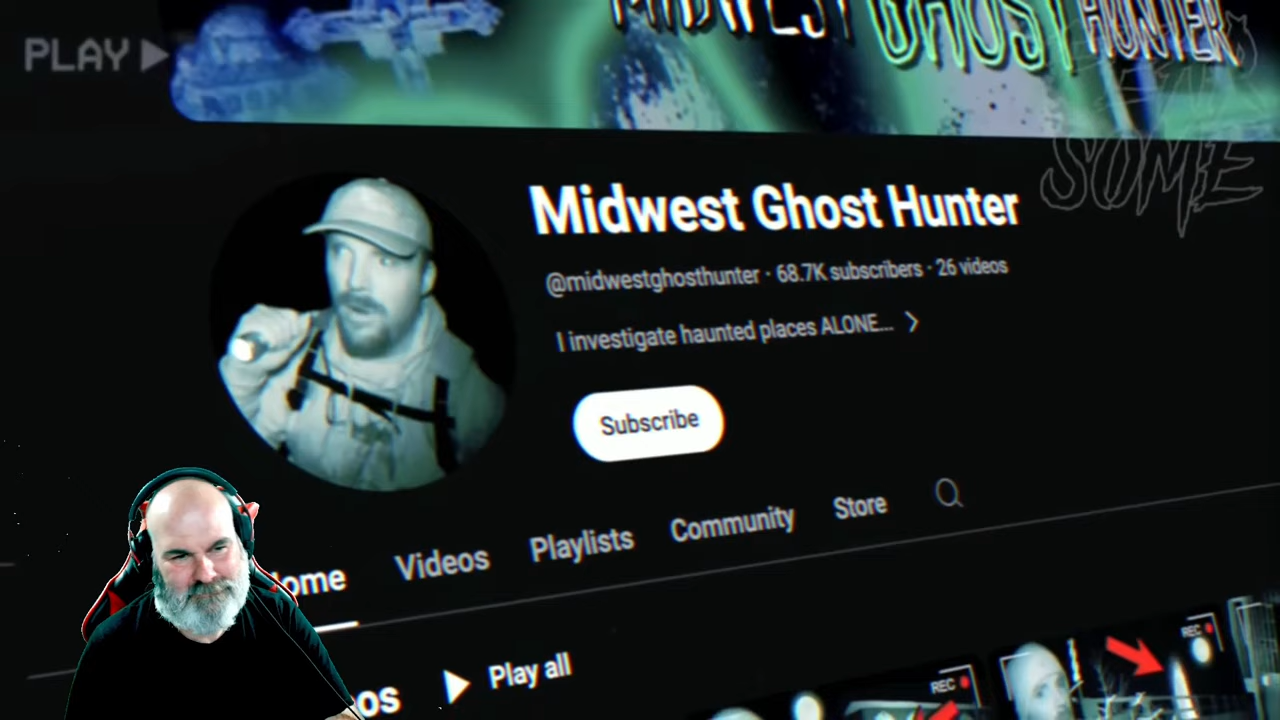 PLAY
MIDWEST GHOST HUNTER
SOME
Midwest Ghost Hunter
@midwestghosthunter · 68.7K subscribers · 26 videos
I investigate haunted places ALONE...
Subscribe
Home Videos Playlists Community Store
Play all
REC
REC